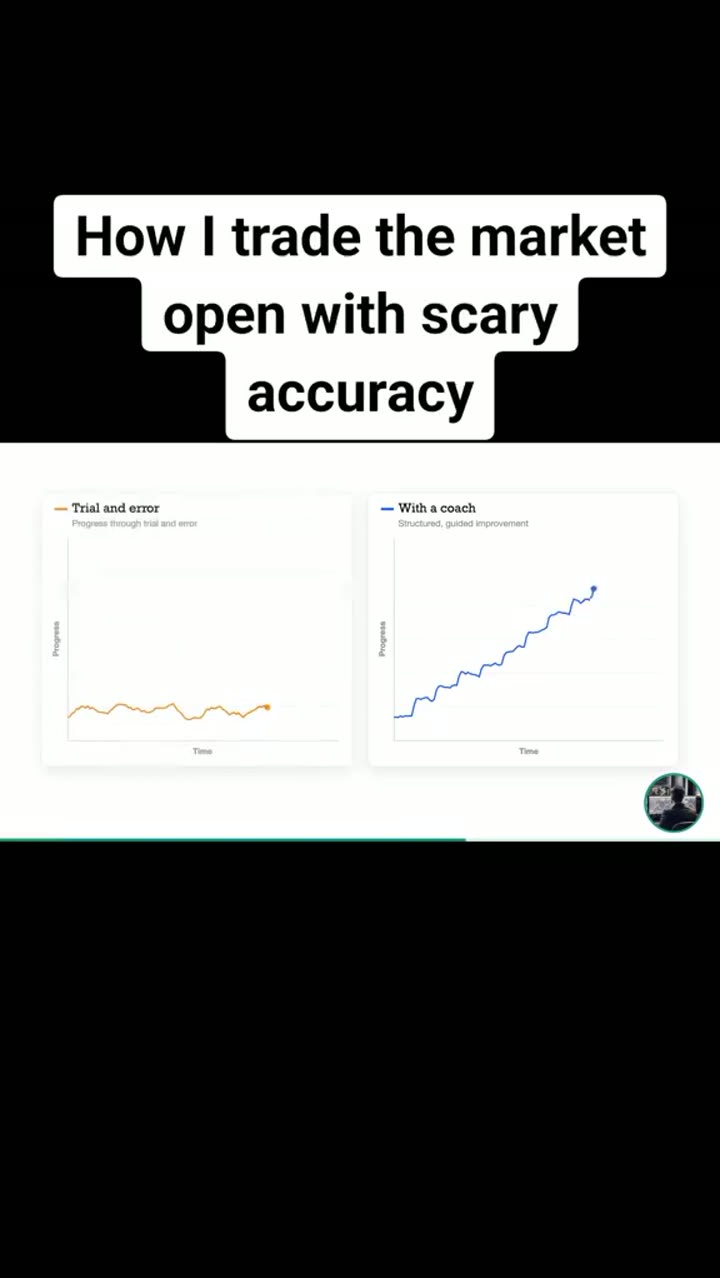 How I trade the market
open with scary
accuracy
Trial and error
Progress through trial and error
Progress
Time
With a coach
Structured, guided improvement
Progress
Time